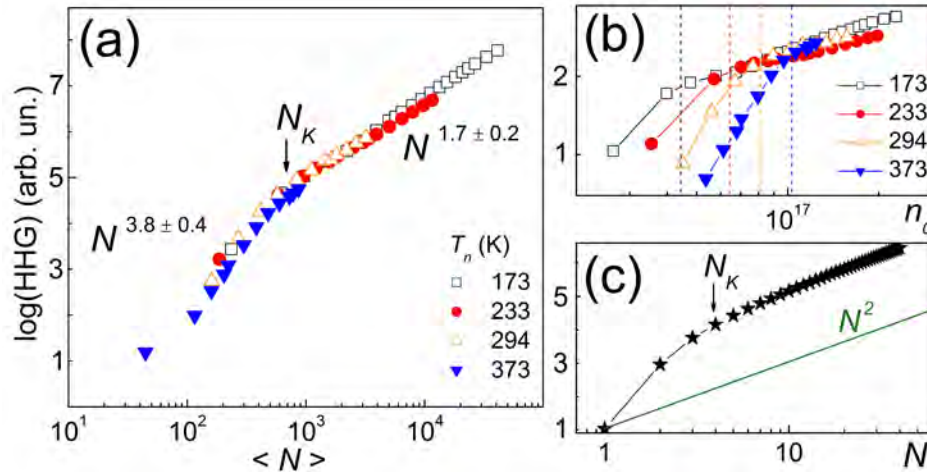 (a)
log(HHG) (arb. un.)
7
5
3
1
N_K
N^{1.7 ± 0.2}
N^{3.8 ± 0.4}
T_n (K)
173
233
294
373
10^1 10^2 10^3 10^4 10^5
< N >
(b)
2
1
173
233
294
373
10^{17}
(c)
5
3
1
N_K
N^2
1 10
N